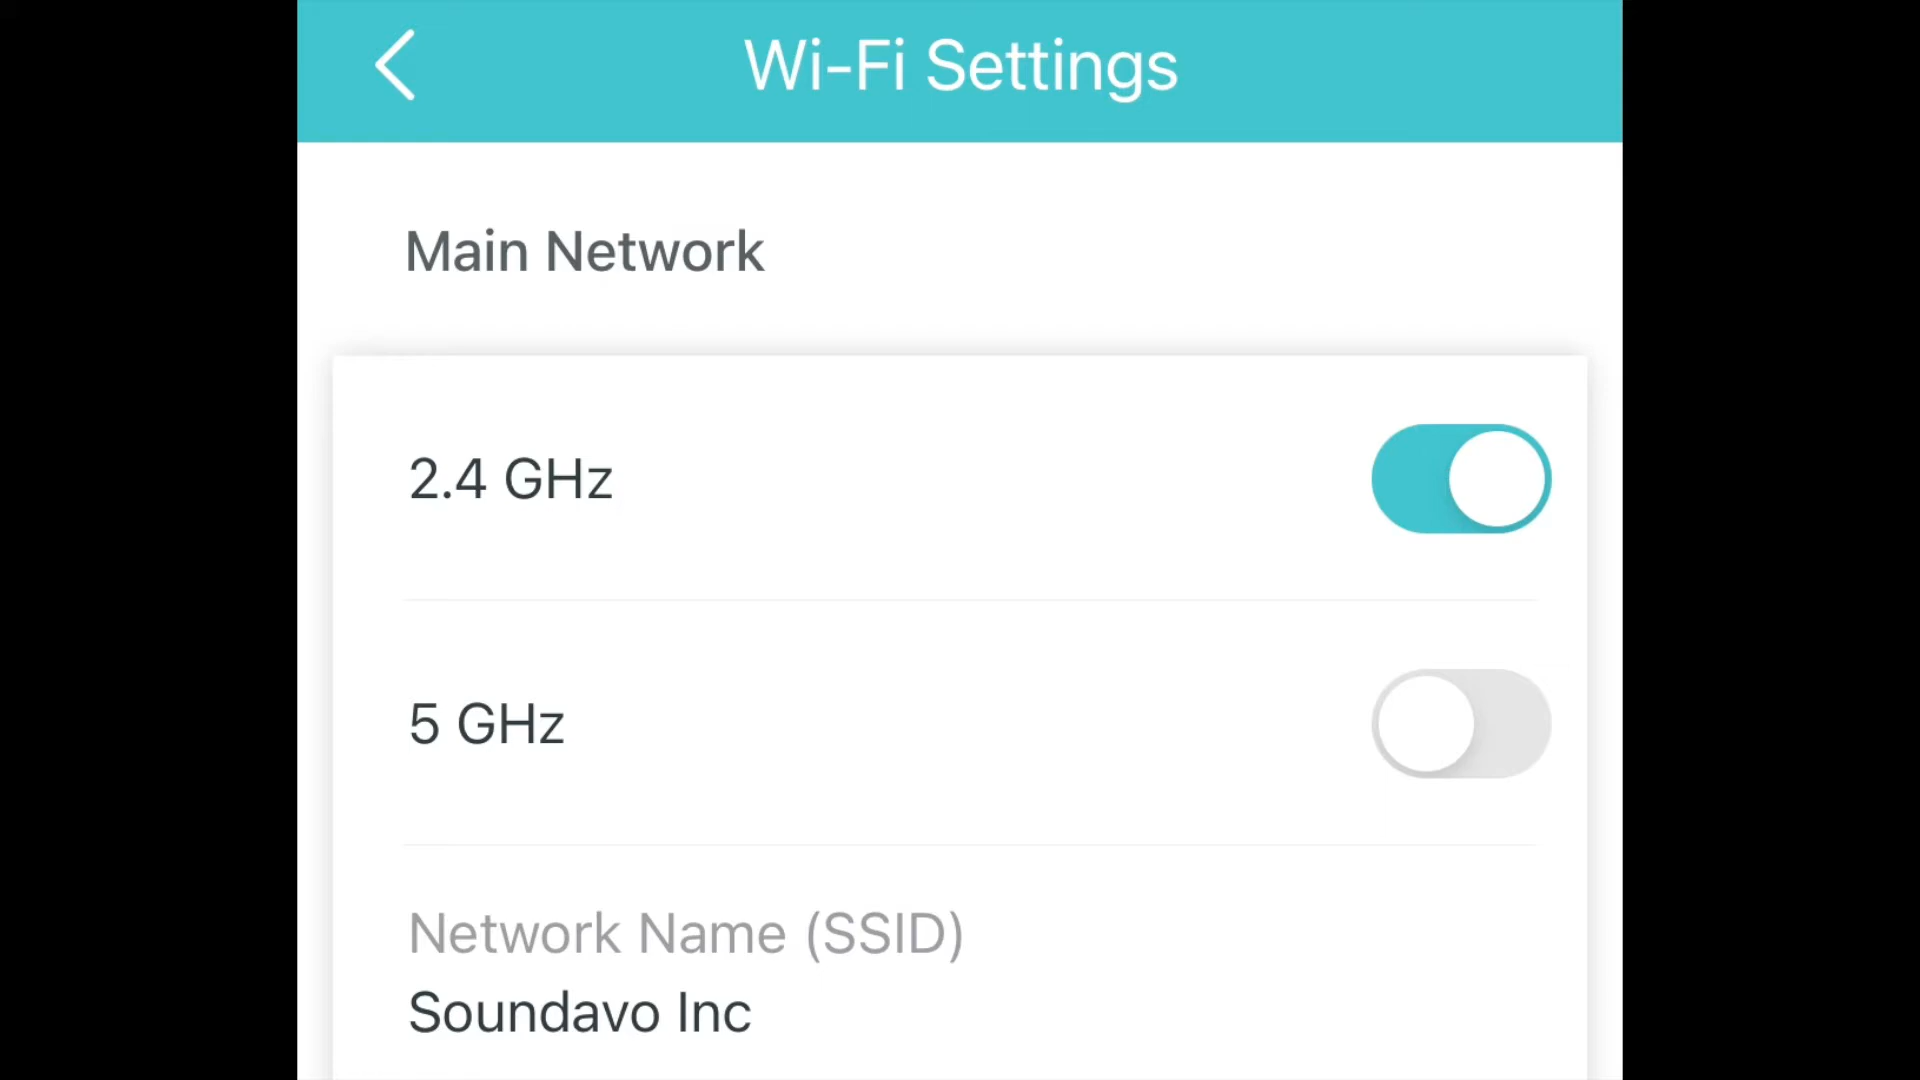 Wi-Fi Settings
Main Network
2.4 GHz
5 GHz
Network Name (SSID)
Soundavo Inc